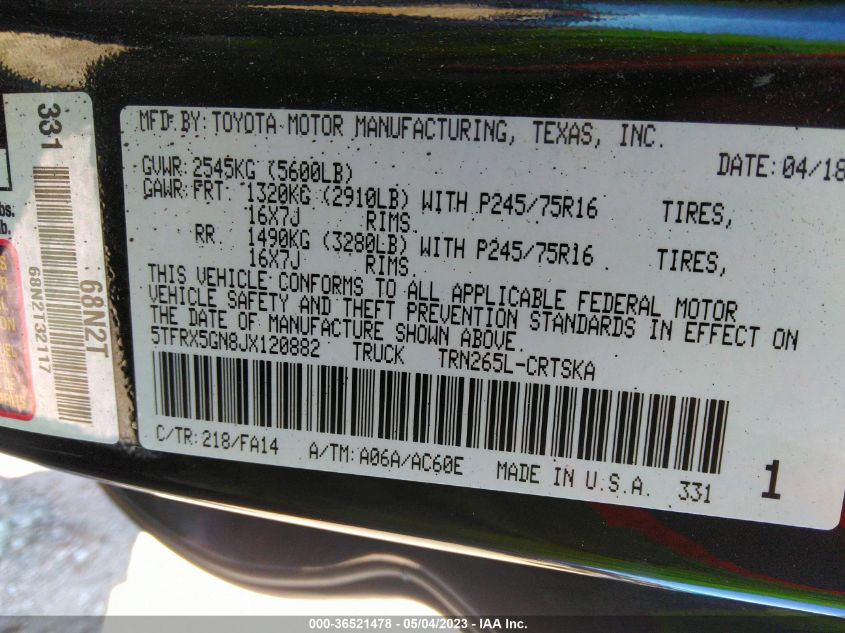 331
68N2T32117
68N2T
bs.
b.
MFD BY: TOYOTA MOTOR MANUFACTURING, TEXAS, INC.
DATE: 04/18
GVWR 2545KG (5600LB)
GAWR FRT 1320KG (2910LB) WITH P245/75R16 TIRES,
16X7J RIMS
RR 1490KG (3280LB) WITH P245/75R16 TIRES,
16X7J RIMS
THIS VEHICLE CONFORMS TO ALL APPLICABLE FEDERAL MOTOR
VEHICLE SAFETY AND THEFT PREVENTION STANDARDS IN EFFECT ON
THE DATE OF MANUFACTURE SHOWN ABOVE.
5TFRX5GN8JX120882 TRUCK TRN265L-CRTSKA
C/TR: 218/FA14 A/TM: A06A/AC60E MADE IN U.S.A. 331 1
000-36521478 - 05/04/2023 - IAA Inc.